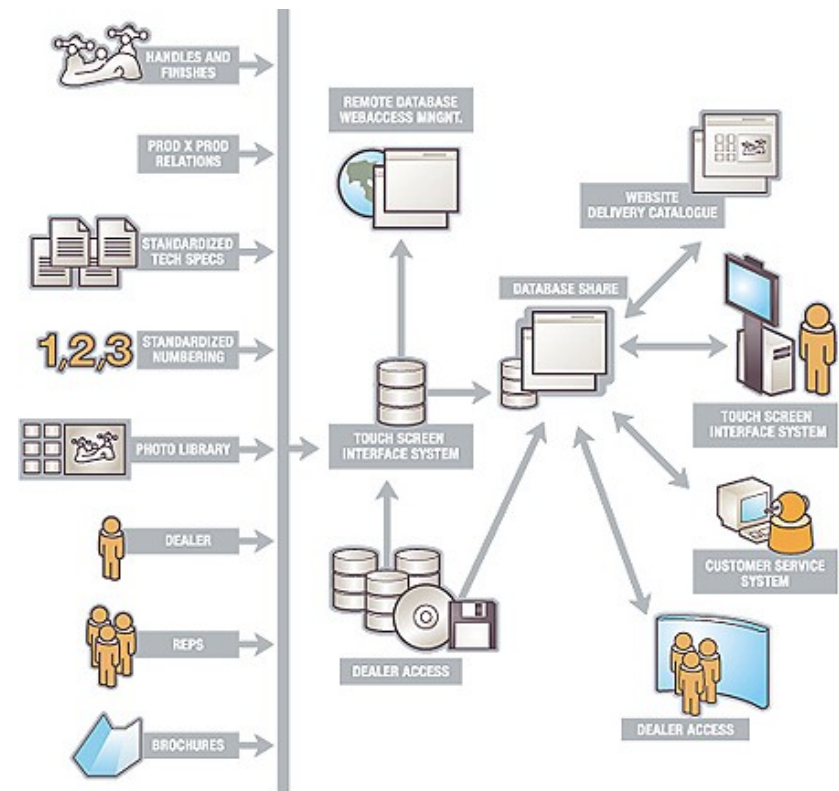 HANDLES AND
FINISHES
PROD X PROD
RELATIONS
STANDARDIZED
TECH SPECS
1,2,3
STANDARDIZED
NUMBERING
PHOTO LIBRARY
DEALER
REPS
BROCHURES
REMOTE DATABASE
WEBACCESS MNGNT.
TOUCH SCREEN
INTERFACE SYSTEM
DEALER ACCESS
DATABASE SHARE
WEBSITE
DELIVERY CATALOGUE
TOUCH SCREEN
INTERFACE SYSTEM
CUSTOMER SERVICE
SYSTEM
DEALER ACCESS